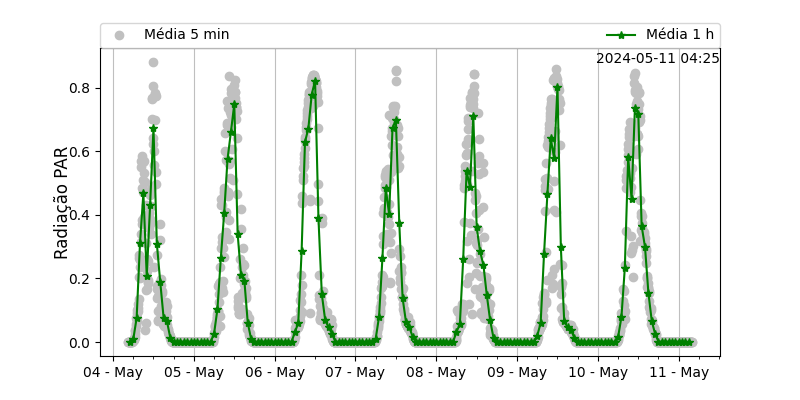 Média 5 min
Média 1 h
2024-05-11 04:25
Radiação PAR
0.8
0.6
0.4
0.2
0.0
04 - May
05 - May
06 - May
07 - May
08 - May
09 - May
10 - May
11 - May